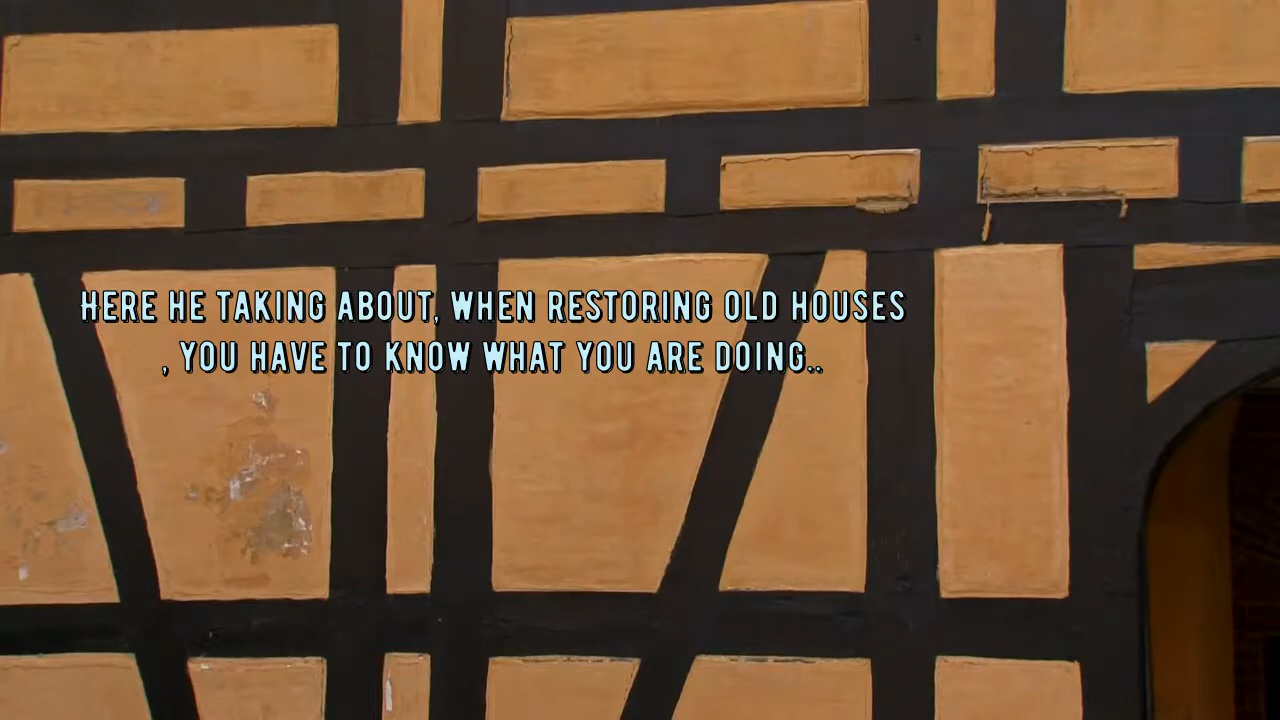 HERE HE TAKING ABOUT, WHEN RESTORING OLD HOUSES
, YOU HAVE TO KNOW WHAT YOU ARE DOING..